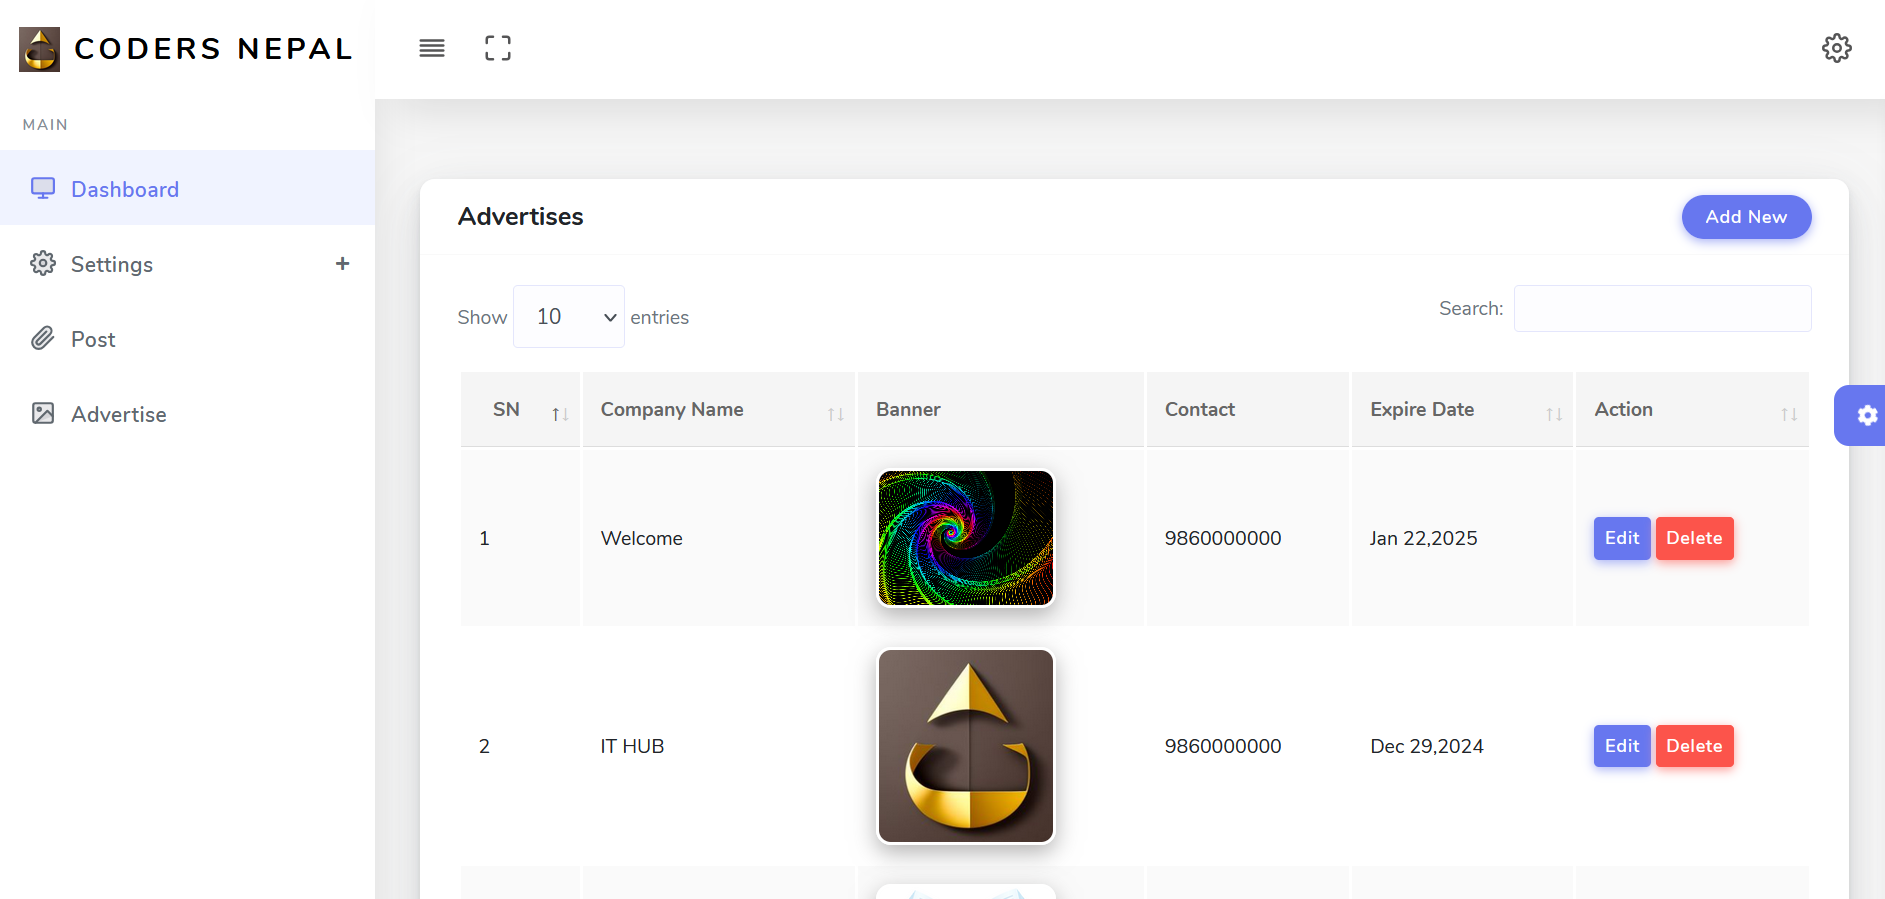 CODERS NEPAL
MAIN
Dashboard
Settings +
Post
Advertise
Advertises
Add New
Show 10 entries
Search:
SN Company Name Banner Contact Expire Date Action
1 Welcome 9860000000 Jan 22,2025 Edit Delete
2 IT HUB 9860000000 Dec 29,2024 Edit Delete